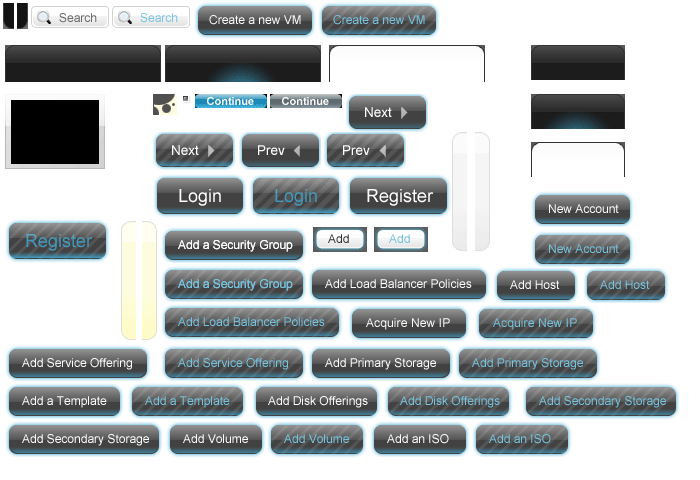 Search Search Create a new VM Create a new VM
Continue Continue Next
Next Prev Prev
Login Login Register
New Account
Register Add a Security Group Add Add New Account
Add a Security Group Add Load Balancer Policies Add Host Add Host
Add Load Balancer Policies Acquire New IP Acquire New IP
Add Service Offering Add Service Offering Add Primary Storage Add Primary Storage
Add a Template Add a Template Add Disk Offerings Add Disk Offerings Add Secondary Storage
Add Secondary Storage Add Volume Add Volume Add an ISO Add an ISO